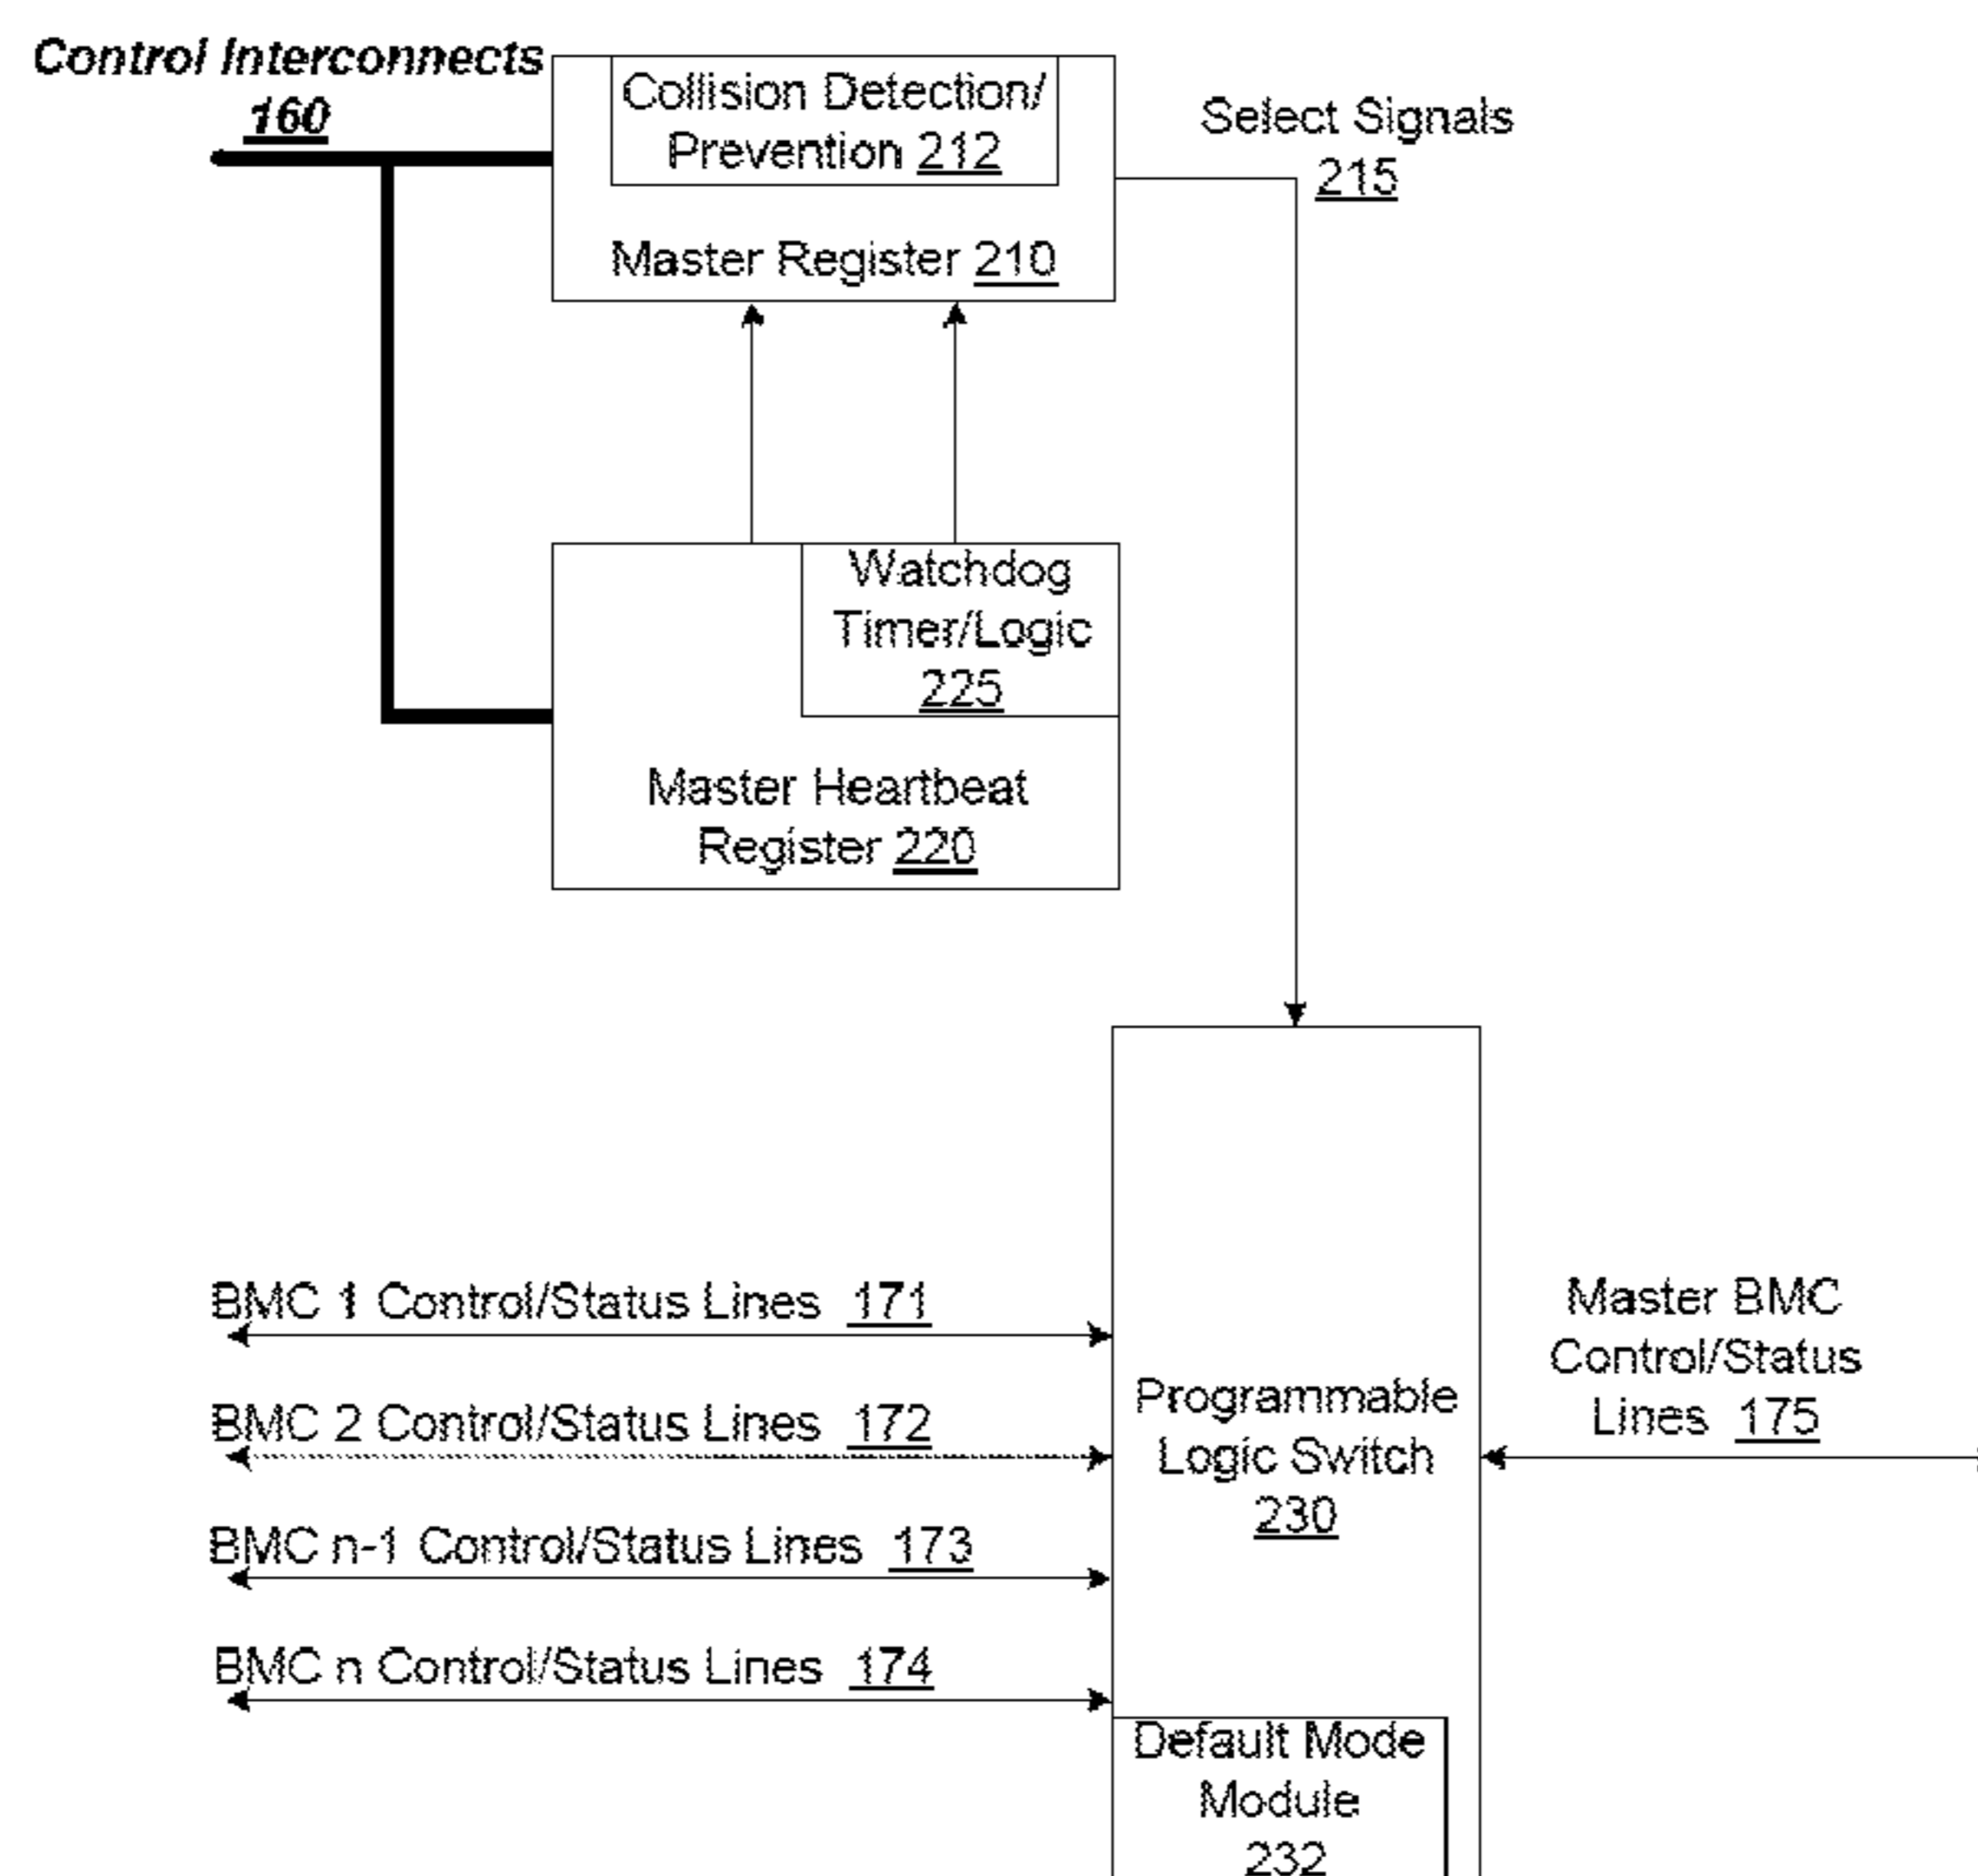 Control Interconnects
160
Collision Detection/
Prevention 212
Master Register 210
Select Signals
215
Watchdog
Timer/Logic
225
Master Heartbeat
Register 220
BMC 1 Control/Status Lines 171
BMC 2 Control/Status Lines 172
BMC n-1 Control/Status Lines 173
BMC n Control/Status Lines 174
Programmable
Logic Switch
230
Master BMC
Control/Status
Lines 175
Default Mode
Module
232